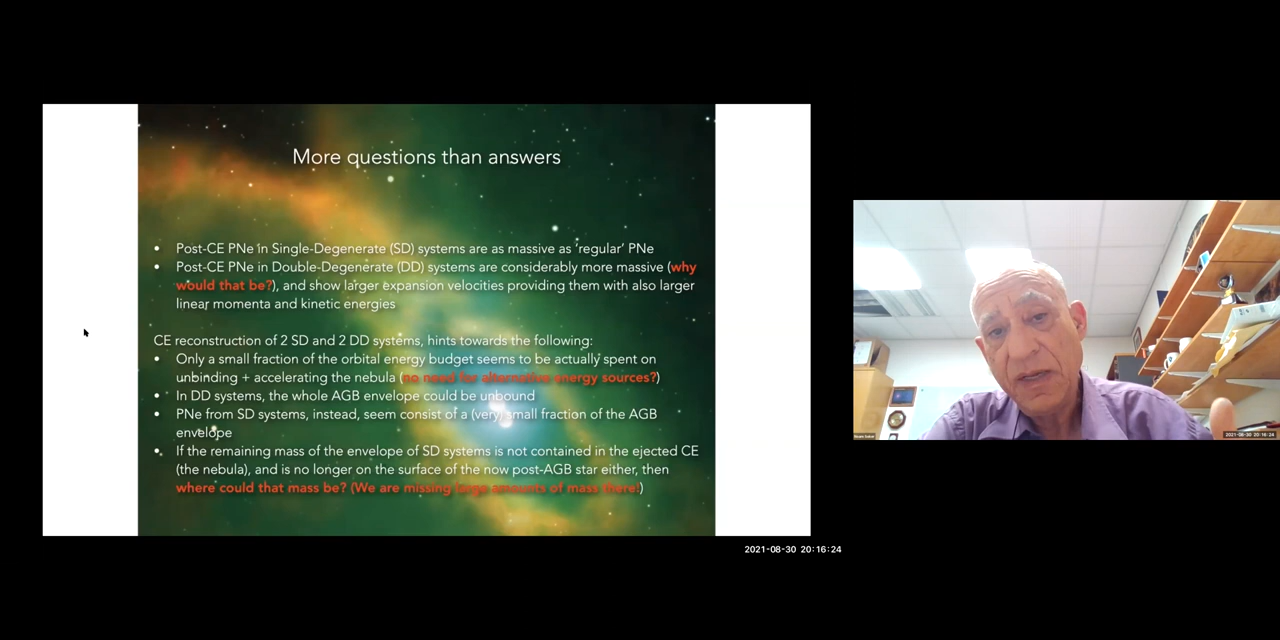 More questions than answers
• Post-CE PNe in Single-Degenerate (SD) systems are as massive as ‘regular’ PNe
• Post-CE PNe in Double-Degenerate (DD) systems are considerably more massive (why
would that be?), and show larger expansion velocities providing them with also larger
linear momenta and kinetic energies
CE reconstruction of 2 SD and 2 DD systems, hints towards the following:
• Only a small fraction of the orbital energy budget seems to be actually spent on
unbinding + accelerating the nebula (no need for alternative energy sources?)
• In DD systems, the whole AGB envelope could be unbound
• PNe from SD systems, instead, seem consist of a (very) small fraction of the AGB
envelope
• If the remaining mass of the envelope of SD systems is not contained in the ejected CE
(the nebula), and is no longer on the surface of the now post-AGB star either, then
where could that mass be? (We are missing large amounts of mass there!)
2021-08-30 20:16:24
2021-08-30 20:16:24